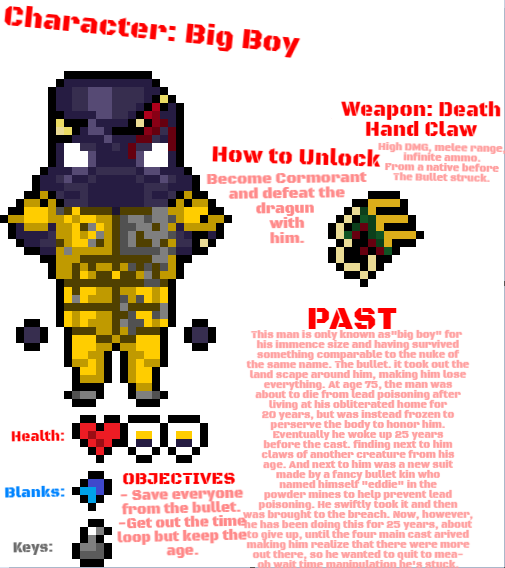 Character: Big Boy
Weapon: Death
Hand Claw
High DMG, melee range,
infinite ammo.
From a native before
The Bullet struck.
How to Unlock
Become Cormorant
and defeat the
dragun
with
him.
PAST
This man is only known as"big boy" for
his immence size and having survived
something comparable to the nuke of
the same name. The bullet. it took out the
land scape around him, making him lose
everything. At age 75, the man was
about to die from lead poisoning after
living at his obliterated home for
20 years, but was instead frozen to
perserve the body to honor him.
Eventually he woke up 25 years
before the cast. finding next to him
claws of another creature from his
age. And next to him was a new suit
made by a fancy bullet kin who
named himself "eddie" in the
powder mines to help prevent lead
poisoning. He swiftly took it and then
was brought to the breach. Now, however,
he has been doing this for 25 years, about
to give up, until the four main cast arived
making him realize that there were more
out there, so he wanted to quit to mea-
oh wait time manipulation he's stuck.
Health:
Blanks:
Keys:
OBJECTIVES
- Save everyone
from the bullet.
-Get out the time
loop but keep the
age.